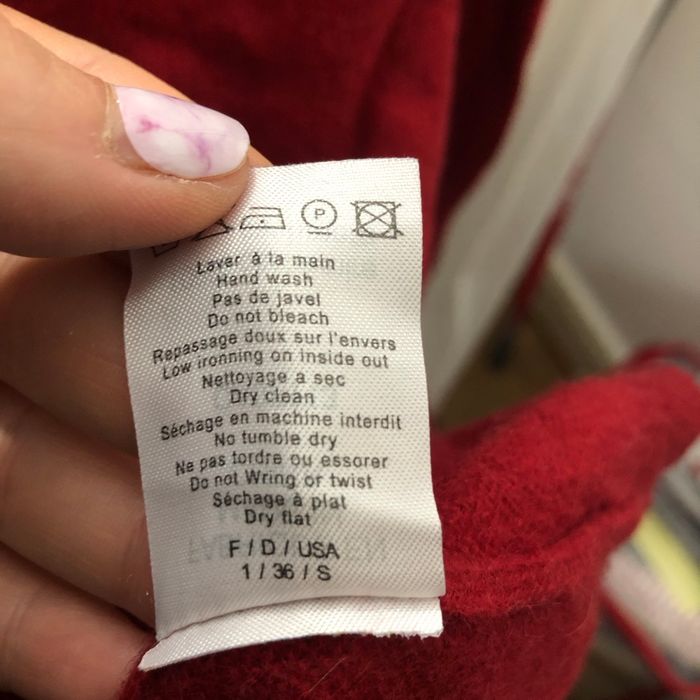 P
Laver à la main
Hand wash
Pas de javel
Do not bleach
Repassage doux sur l'envers
Low ironning on inside out
Nettoyage a sec
Dry clean
Séchage en machine interdit
No tumble dry
Ne pas tordre ou essorer
Do not Wring or twist
Séchage à plat
Dry flat
F / D / USA
1 / 36 / S